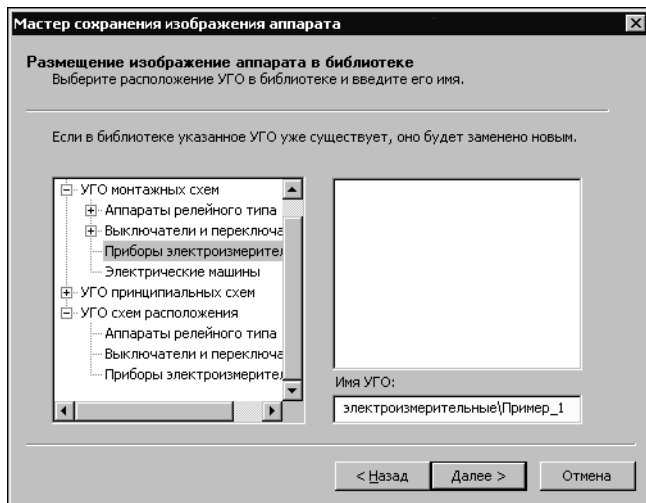 Мастер сохранения изображения аппарата
Размещение изображение аппарата в библиотеке
Выберите расположение УГО в библиотеке и введите его имя.
Если в библиотеке указанное УГО уже существует, оно будет заменено новым.
УГО монтажных схем
Аппараты релейного типа
Выключатели и переключа
Приборы электроизмерител
Электрические машины
УГО принципиальных схем
УГО схем расположения
Аппараты релейного типа
Выключатели и переключа
Приборы электроизмерител
Имя УГО:
электроизмерительные\Пример_1
< Назад
Далее >
Отмена